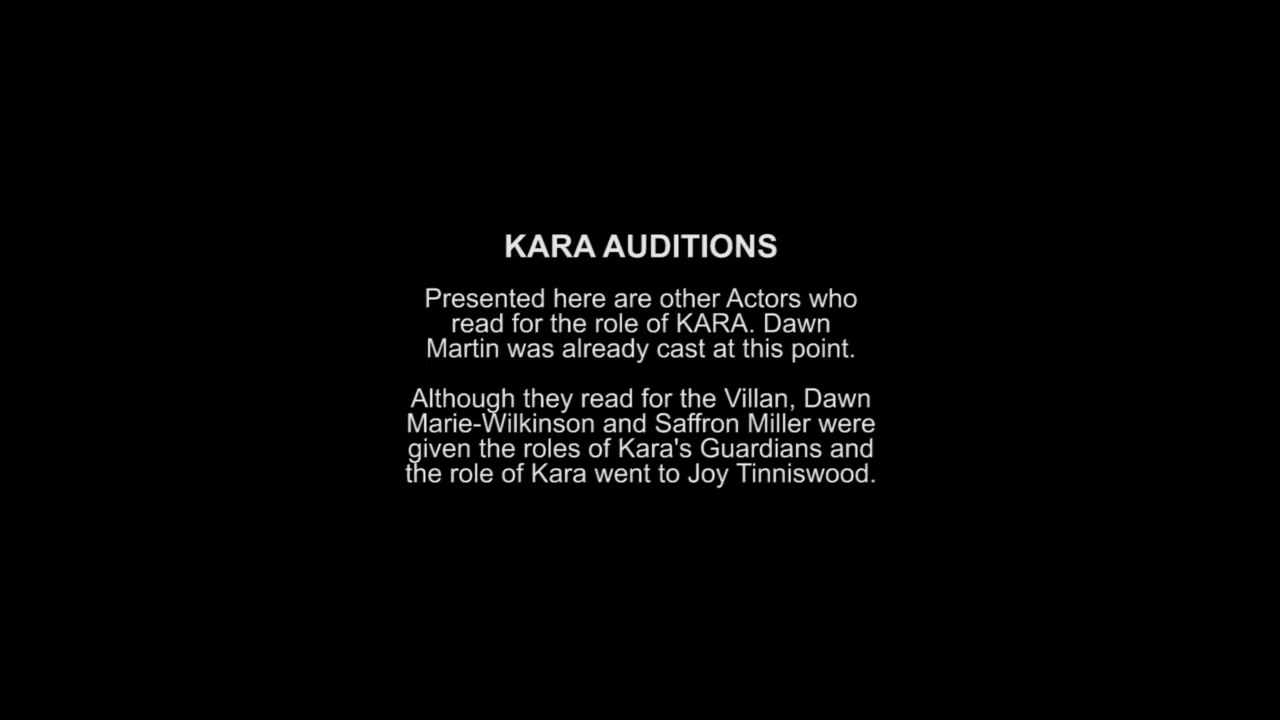 KARA AUDITIONS
Presented here are other Actors who
read for the role of KARA. Dawn
Martin was already cast at this point.
Although they read for the Villan, Dawn
Marie-Wilkinson and Saffron Miller were
given the roles of Kara's Guardians and
the role of Kara went to Joy Tinniswood.